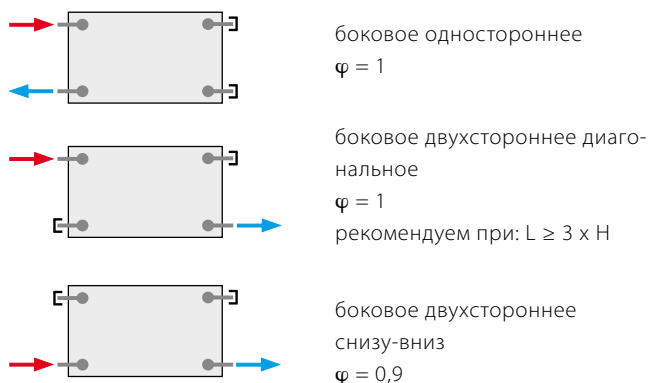 боковое одностороннее
φ = 1
боковое двухстороннее диаго-
нальное
φ = 1
рекомендуем при: L ≥ 3 x H
боковое двухстороннее
снизу-вниз
φ = 0,9